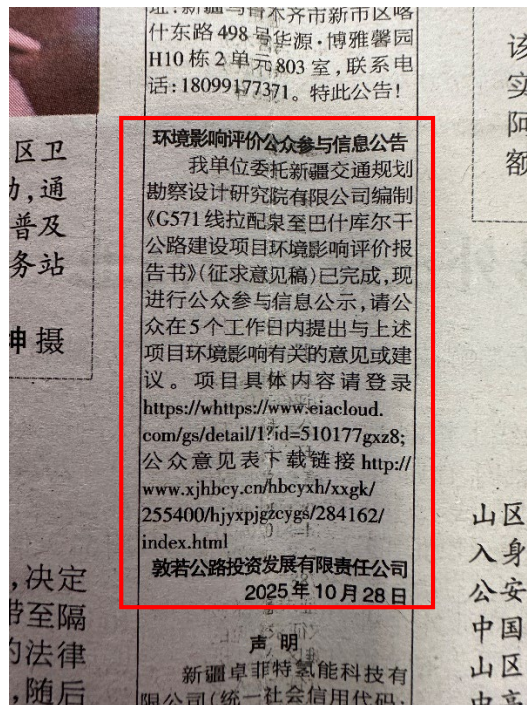 址:新疆乌鲁木齐市新市区喀
什东路498号华源·博雅馨园
H10栋2单元803室,联系电
话:18099177371。特此公告!
环境影响评价公众参与信息公告
我单位委托新疆交通规划
勘察设计研究院有限公司编制
《G571线拉配泉至巴什库尔干
公路建设项目环境影响评价报
告书》(征求意见稿)已完成,现
进行公众参与信息公示,请公
众在5个工作日内提出与上述
项目环境影响有关的意见或建
议。项目具体内容请登录
https://whttps://www.eiacloud.
com/gs/detail/1?id=510177gxz8;
公众意见表下载链接http://
www.xjhbcy.cn/hbcyxh/xxgk/
255400/hjyxpjgzcygs/284162/
index.html
敦若公路投资发展有限责任公司
2025年10月28日
声 明
新疆卓菲特氢能科技有
限公司(统一社会信用代码:
区卫
,通
普及
务站
摄
,决定
带至隔
的法律
,随后
该
实
阿
额
山区
入身
公安
中国
山区
中高